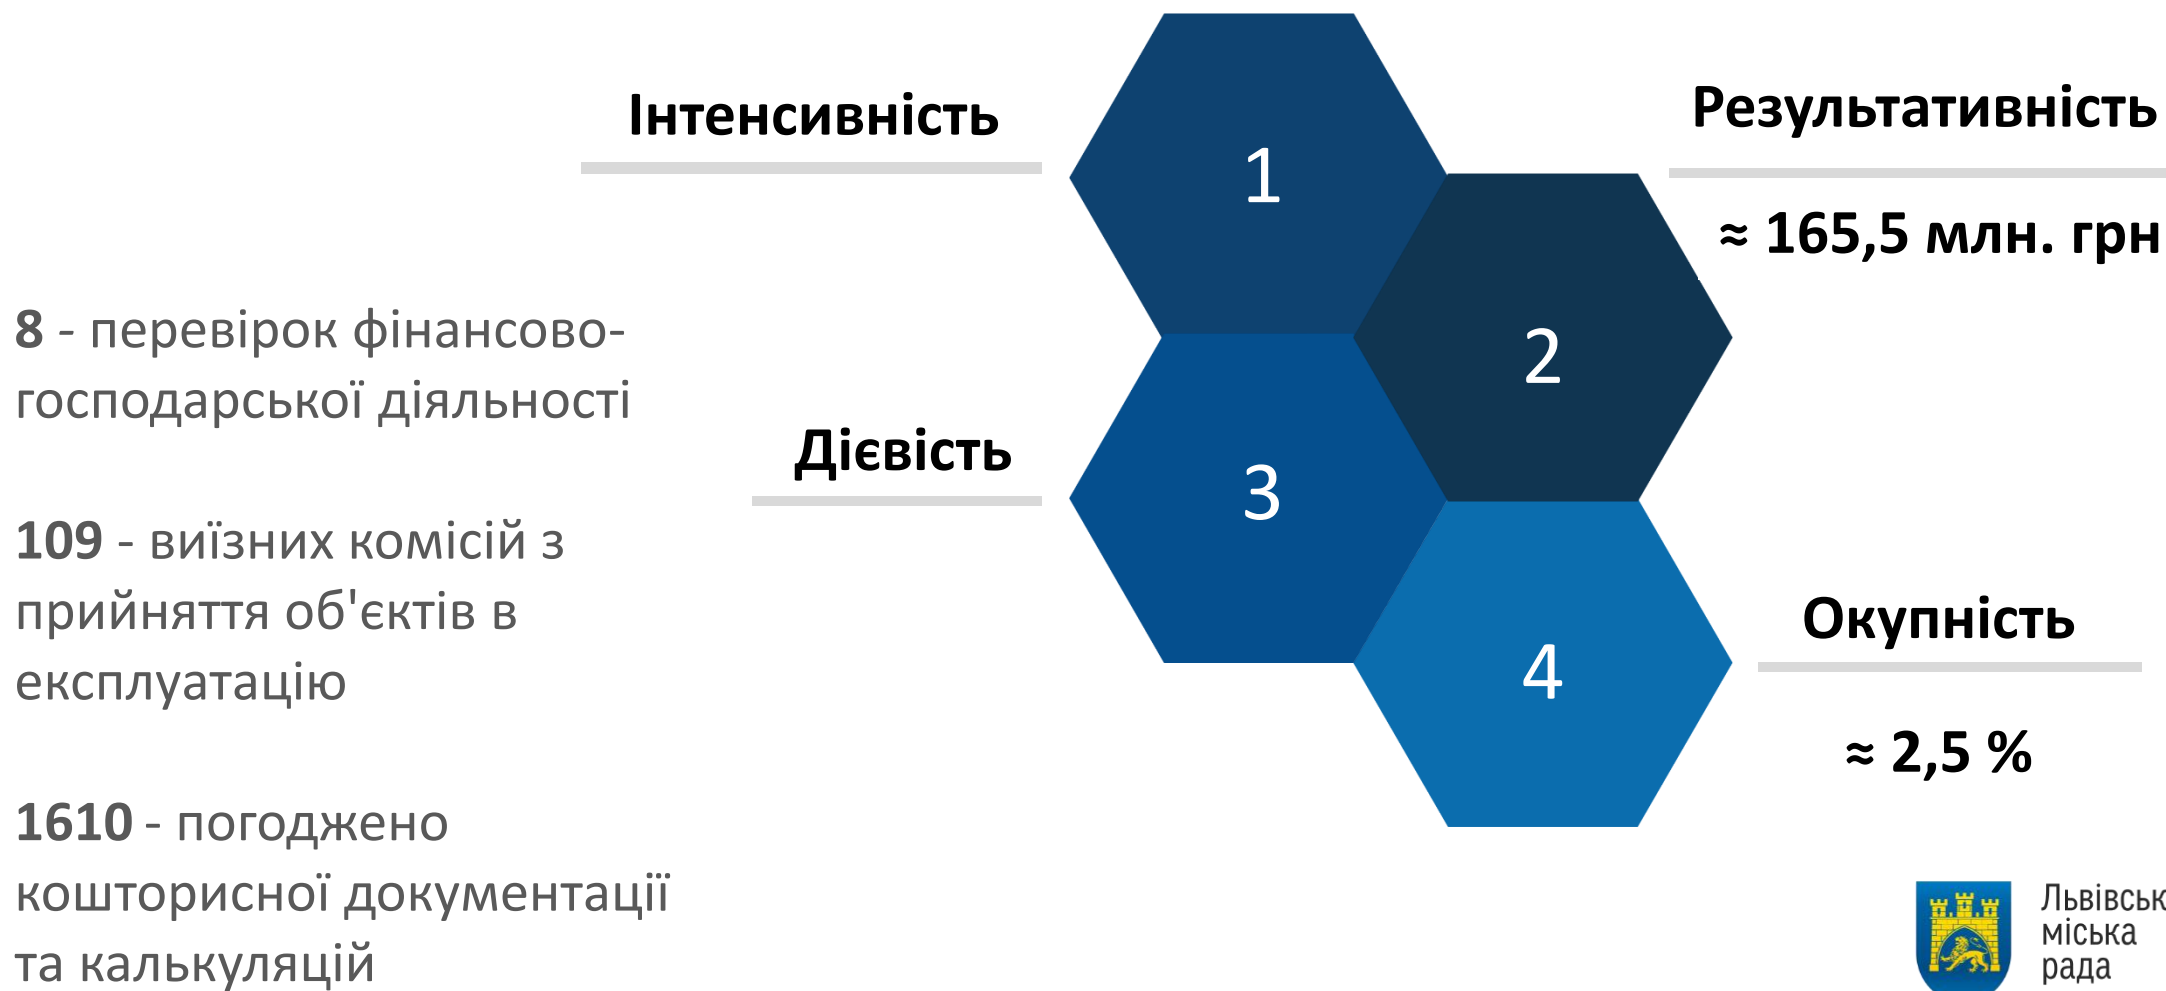 Інтенсивність
1
Результативність
≈ 165,5 млн. грн
2
8 - перевірок фінансово-
господарської діяльності
109 - виїзних комісій з
прийняття об'єктів в
експлуатацію
1610 - погоджено
кошторисної документації
та калькуляцій
Дієвість
3
Окупність
4
≈ 2,5 %
Львівськ
міська
рада